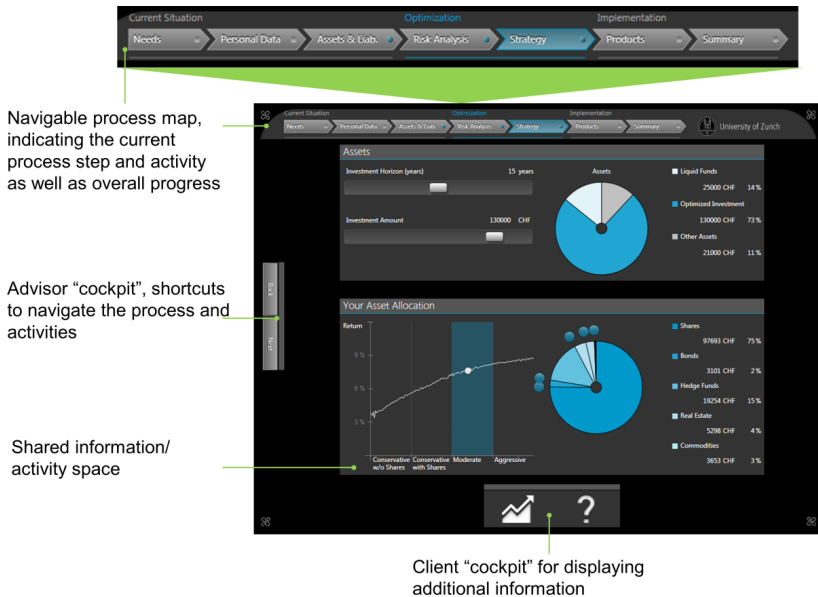 Current Situation Optimization Implementation
Needs Personal Data Assets & Liab. Risk Analysis Strategy Products Summary
Navigable process map,
indicating the current
process step and activity
as well as overall progress
Current Situation Optimization Implementation
Needs Personal Data Assets & Liab. Risk Analysis Strategy Products Summary
University of Zurich
Assets
Investment Horizon (years) 15 years
Investment Amount 130000 CHF
Assets
Liquid Funds
25000 CHF 14 %
Optimized Investment
130000 CHF 73 %
Other Assets
21000 CHF 11 %
Advisor “cockpit”, shortcuts
to navigate the process and
activities
Back
Next
Your Asset Allocation
Return
9 %
6 %
3 %
Conservative
w/o Shares
Conservative
with Shares
Moderate
Aggressive
Shares
97693 CHF 75 %
Bonds
3101 CHF 2 %
Hedge Funds
19254 CHF 15 %
Real Estate
5298 CHF 4 %
Commodities
3653 CHF 3 %
Shared information/
activity space
?
Client “cockpit” for displaying
additional information